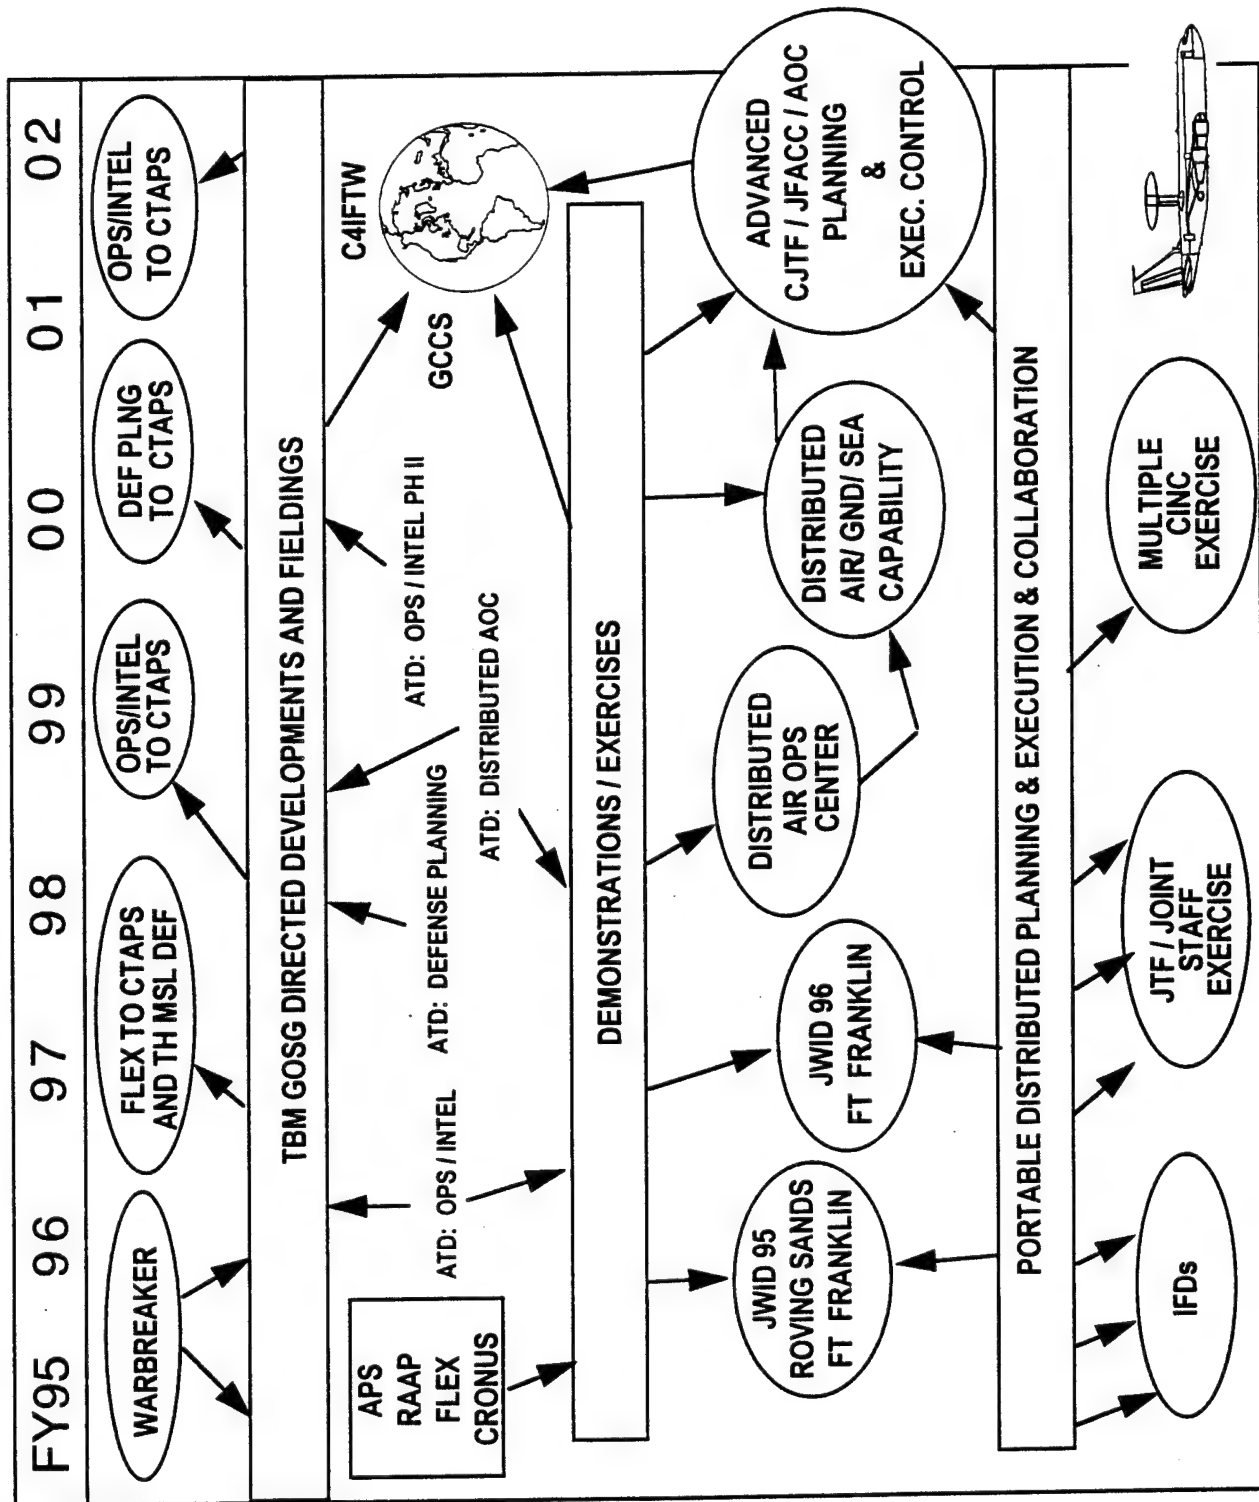 FY95 96 97 98 99 00 01 02
WARBREAKER
FLEX TO CTAPS
AND TH MSL DEF
OPS/INTEL
TO CTAPS
DEF PLNG
TO CTAPS
OPS/INTEL
TO CTAPS
TBM GOSG DIRECTED DEVELOPMENTS AND FIELDINGS
C4IFTW
GCCS
APS
RAAP
FLEX
CRONUS
ATD: OPS / INTEL
ATD: DEFENSE PLANNING
ATD: OPS / INTEL PH II
ATD: DISTRIBUTED AOC
DEMONSTRATIONS / EXERCISES
JWID 95
ROVING SANDS
FT FRANKLIN
JWID 96
FT FRANKLIN
DISTRIBUTED
AIR OPS
CENTER
DISTRIBUTED
AIR/ GND/ SEA
CAPABILITY
ADVANCED
CJTF / JFACC / AOC
PLANNING
&
EXEC. CONTROL
PORTABLE DISTRIBUTED PLANNING & EXECUTION & COLLABORATION
IFDs
JTF / JOINT
STAFF
EXERCISE
MULTIPLE
CINC
EXERCISE